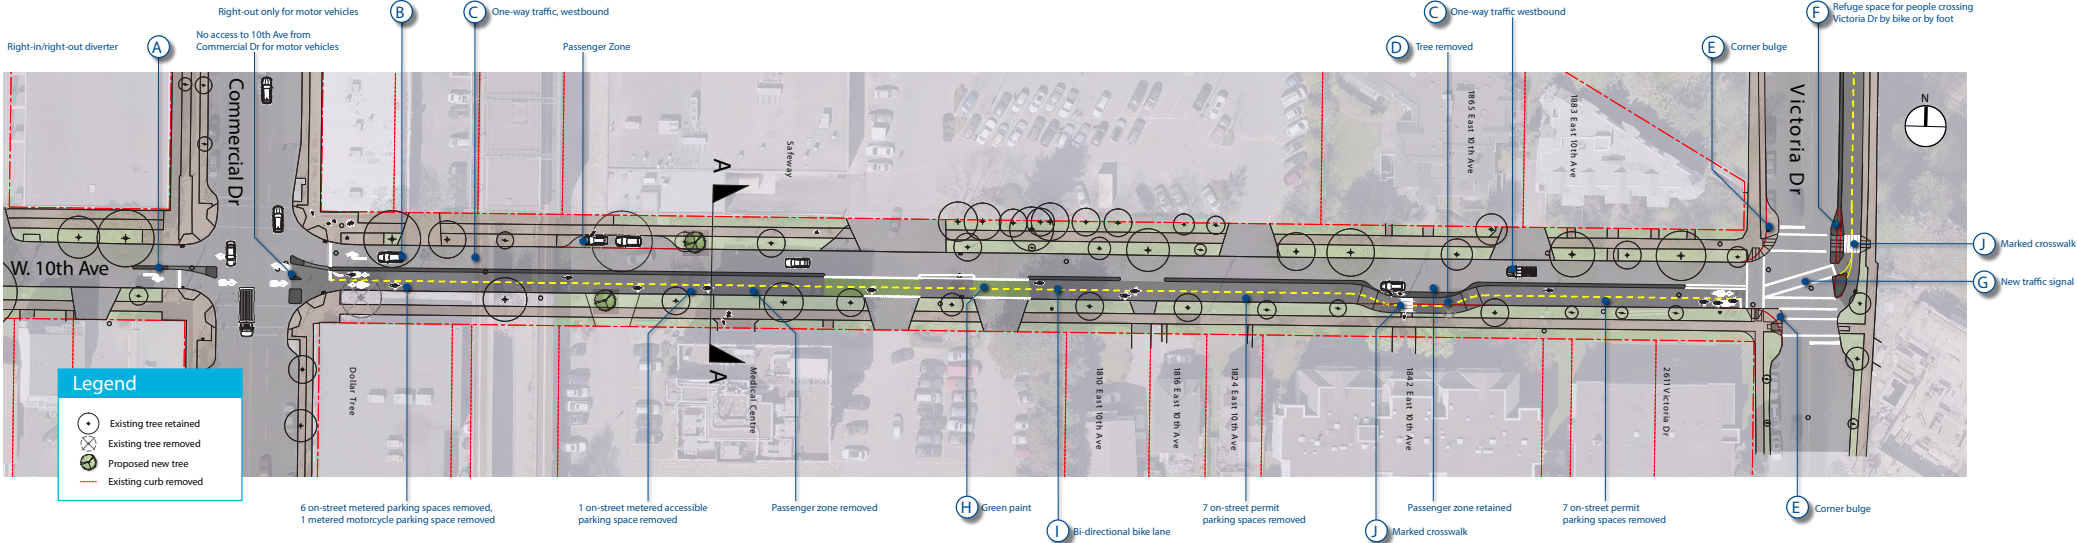 Right-out only for motor vehicles
B
C
One-way traffic, westbound
C
One-way traffic westbound
F
Refuge space for people crossing
Victoria Dr by bike or by foot
Right-in/right-out diverter
A
No access to 10th Ave from
Commercial Dr for motor vehicles
Passenger Zone
D
Tree removed
E
Corner bulge
Commercial Dr
Safeway
A
1865 East 10th Ave
1883 East 10th Ave
Victoria Dr
N
W. 10th Ave
J
Marked crosswalk
G
New traffic signal
A
Dollar Tree
Medical Centre
1810 East 10th Ave
1816 East 10th Ave
1824 East 10th Ave
1842 East 10th Ave
2611 Victoria Dr
Legend
Existing tree retained
Existing tree removed
Proposed new tree
Existing curb removed
6 on-street metered parking spaces removed,
1 metered motorcycle parking space removed
1 on-street metered accessible
parking space removed
Passenger zone removed
H
Green paint
I
Bi-directional bike lane
7 on-street permit
parking spaces removed
J
Marked crosswalk
Passenger zone retained
7 on-street permit
parking spaces removed
E
Corner bulge